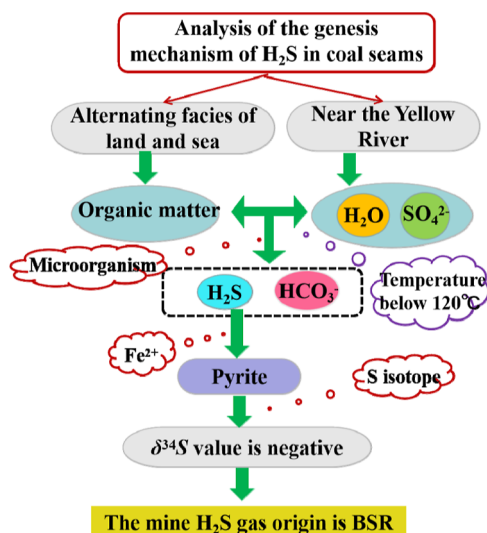 Analysis of the genesis
mechanism of H₂S in coal seams
Alternating facies of
land and sea
Near the Yellow
River
Organic matter
H₂O
SO₄²⁻
Microorganism
H₂S
HCO₃⁻
Temperature
below 120℃
Fe²⁺
Pyrite
S isotope
δ³⁴S value is negative
The mine H₂S gas origin is BSR